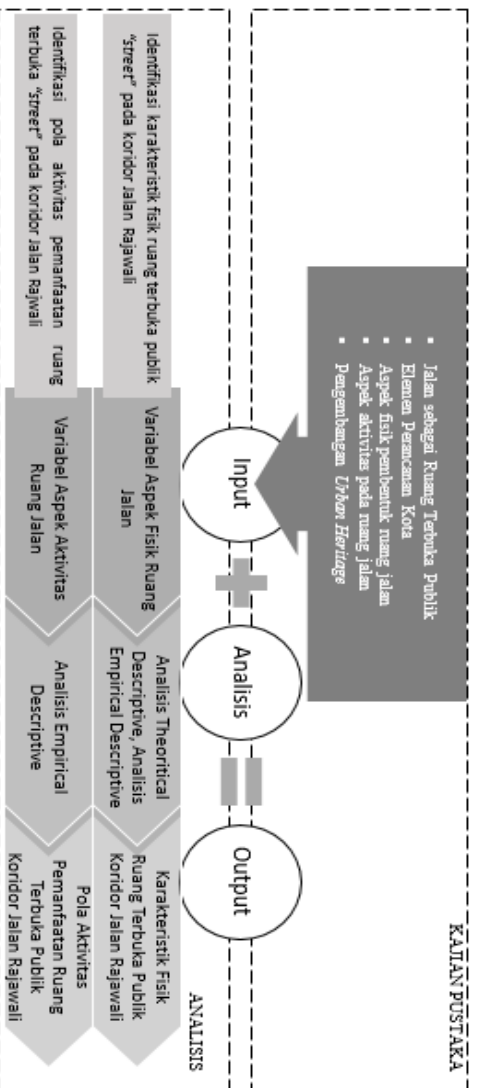 KAJIAN PUSTAKA
▪ Jalan sebagai Ruang Terbuka Publik
▪ Elemen Perancanan Kota
▪ Aspek fisik pembentuk ruang jalan
▪ Aspek aktivitas pada ruang jalan
▪ Pengembangan Urban Heritage
Input
Analisis
Output
ANALISIS
Identifikasi karakteristik fisik ruang terbuka publik
"street" pada koridor Jalan Rajawali
Variabel Aspek Fisik Ruang
Jalan
Analisis Theoritical
Descriptive, Analisis
Empirical Descriptive
Karakteristik Fisik
Ruang Terbuka Publik
Koridor Jalan Rajawali
Identifikasi pola aktivitas pemanfaatan ruang
terbuka "street" pada koridor Jalan Rajwali
Variabel Aspek Aktivitas
Ruang Jalan
Analisis Empirical
Descriptive
Pola Aktivitas
Pemanfaatan Ruang
Terbuka Publik
Koridor Jalan Rajawali